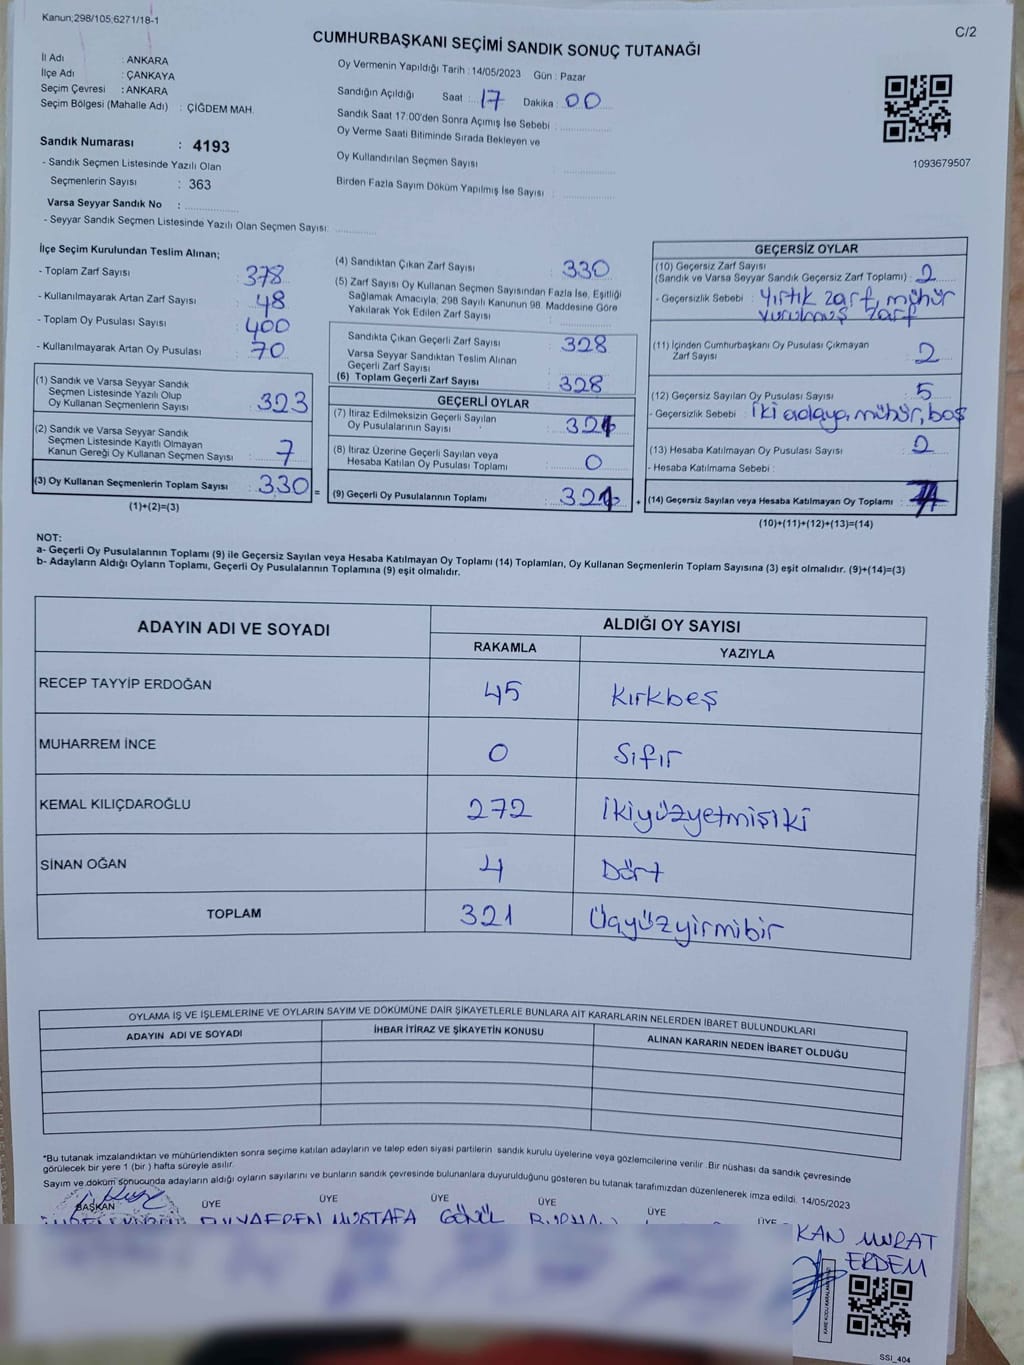 Kanun;298/105;6271/18-1
C/2
CUMHURBAŞKANI SEÇİMİ SANDIK SONUÇ TUTANAĞI
İl Adı : ANKARA
İlçe Adı : ÇANKAYA
Seçim Çevresi : ANKARA
Seçim Bölgesi (Mahalle Adı) : ÇİĞDEM MAH.
Oy Vermenin Yapıldığı Tarih : 14/05/2023 Gün : Pazar
Sandığın Açıldığı Saat : 17 Dakika : 00
Sandık Saat 17:00'den Sonra Açımış İse Sebebi :
Oy Verme Saati Bitiminde Sırada Bekleyen ve
Oy Kullandırılan Seçmen Sayısı :
Birden Fazla Sayım Döküm Yapılmış İse Sayısı :
1093679507
Sandık Numarası : 4193
- Sandık Seçmen Listesinde Yazılı Olan
Seçmenlerin Sayısı : 363
Varsa Seyyar Sandık No :
- Seyyar Sandık Seçmen Listesinde Yazılı Olan Seçmen Sayısı:
İlçe Seçim Kurulundan Teslim Alınan;
- Toplam Zarf Sayısı : 378
- Kullanılmayarak Artan Zarf Sayısı : 48
- Toplam Oy Pusulası Sayısı : 400
- Kullanılmayarak Artan Oy Pusulası : 70
(1) Sandık ve Varsa Seyyar Sandık
Seçmen Listesinde Yazılı Olup
Oy Kullanan Seçmenlerin Sayısı : 323
(2) Sandık ve Varsa Seyyar Sandık
Seçmen Listesinde Kayıtlı Olmayan
Kanun Gereği Oy Kullanan Seçmen Sayısı : 7
(3) Oy Kullanan Seçmenlerin Toplam Sayısı : 330 =
(1)+(2)=(3)
(4) Sandıktan Çıkan Zarf Sayısı : 330
(5) Zarf Sayısı Oy Kullanan Seçmen Sayısından Fazla İse, Eşitliği
Sağlamak Amacıyla, 298 Sayılı Kanunun 98. Maddesine Göre
Yakılarak Yok Edilen Zarf Sayısı :
Sandıkta Çıkan Geçerli Zarf Sayısı : 328
Varsa Seyyar Sandıktan Teslim Alınan
Geçerli Zarf Sayısı :
(6) Toplam Geçerli Zarf Sayısı : 328
GEÇERLİ OYLAR
(7) İtiraz Edilmeksizin Geçerli Sayılan
Oy Pusulalarının Sayısı : 321
(8) İtiraz Üzerine Geçerli Sayılan veya
Hesaba Katılan Oy Pusulası Toplamı : 0
(9) Geçerli Oy Pusulalarının Toplamı : 321 +
GEÇERSİZ OYLAR
(10) Geçersiz Zarf Sayısı
(Sandık ve Varsa Seyyar Sandık Geçersiz Zarf Toplamı) : 2
- Geçersizlik Sebebi : Yırtık zarf, mühür
vurulmuş zarf
(11) İçinden Cumhurbaşkanı Oy Pusulası Çıkmayan
Zarf Sayısı : 2
(12) Geçersiz Sayılan Oy Pusulası Sayısı : 5
- Geçersizlik Sebebi : iki adaya, mühür, boş
(13) Hesaba Katılmayan Oy Pusulası Sayısı : 2
- Hesaba Katılmama Sebebi :
(14) Geçersiz Sayılan veya Hesaba Katılmayan Oy Toplamı :
(10)+(11)+(12)+(13)=(14)
NOT:
a- Geçerli Oy Pusulalarının Toplamı (9) ile Geçersiz Sayılan veya Hesaba Katılmayan Oy Toplamı (14) Toplamları, Oy Kullanan Seçmenlerin Toplam Sayısına (3) eşit olmalıdır. (9)+(14)=(3)
b- Adayların Aldığı Oyların Toplamı, Geçerli Oy Pusulalarının Toplamına (9) eşit olmalıdır.
ADAYIN ADI VE SOYADI
ALDIĞI OY SAYISI
RAKAMLA YAZIYLA
RECEP TAYYİP ERDOĞAN 45 Kırkbeş
MUHARREM İNCE 0 Sıfır
KEMAL KILIÇDAROĞLU 272 İkiyüzyetmişiki
SİNAN OĞAN 4 Dört
TOPLAM 321 Üçyüzyirmibir
OYLAMA İŞ VE İŞLEMLERİNE VE OYLARIN SAYIM VE DÖKÜMÜNE DAİR ŞİKAYETLERLE BUNLARA AİT KARARLARIN NELERDEN İBARET BULUNDUKLARI
ADAYIN ADI VE SOYADI İHBAR İTİRAZ VE ŞİKAYETİN KONUSU ALINAN KARARIN NEDEN İBARET OLDUĞU
*Bu tutanak imzalandıktan ve mühürlendikten sonra seçime katılan adayların ve talep eden siyasi partilerin sandık kurulu üyelerine veya gözlemcilerine verilir. Bir nüshası da sandık çevresinde
görülecek bir yere 1 (bir ) hafta süreyle asılır.
Sayım ve döküm sonucunda adayların aldığı oyların sayılarını ve bunların sandık çevresinde bulunanlara duyurulduğunu gösteren bu tutanak tarafımızdan düzenlenerek imza edildi. 14/05/2023
BAŞKAN ÜYE ÜYE ÜYE ÜYE ÜYE ÜYE
MUSTAFA GÖNÜL
KAN MURAT
ERDEM
SSI_404